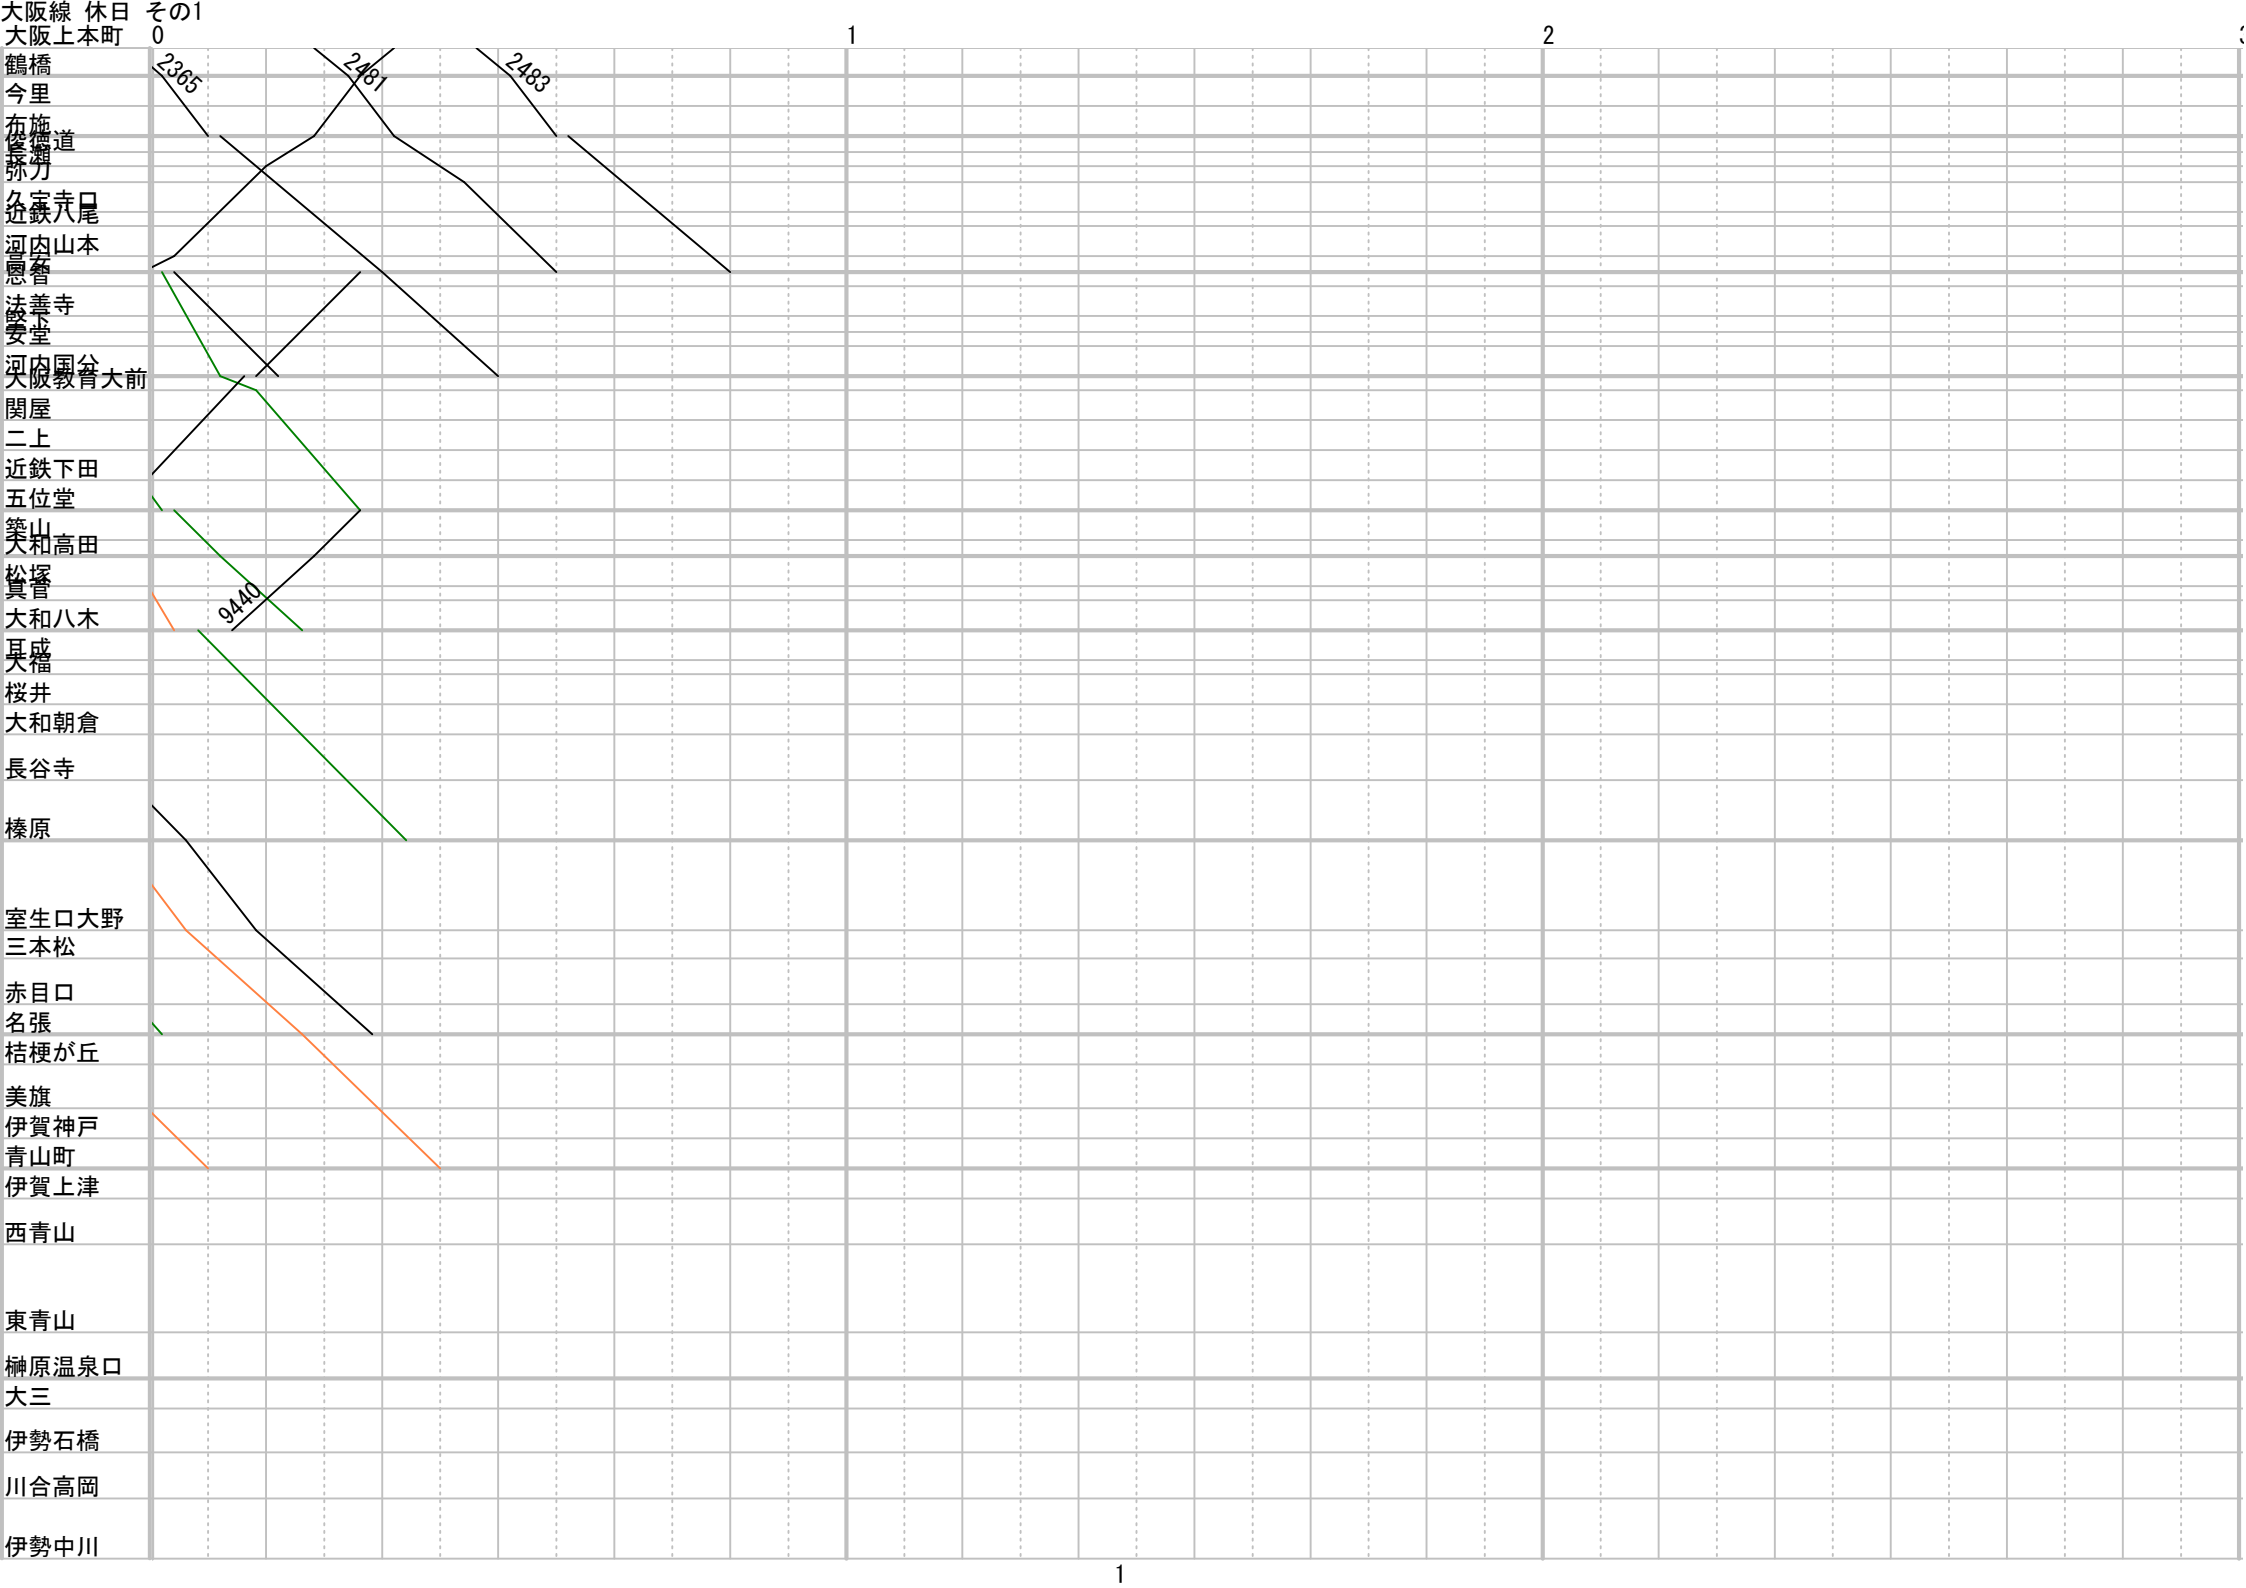 大阪線 休日 その1
大阪上本町 0 1 2 3
鶴橋
2365 2481 2483
今里
布施
俊徳道
長瀬
弥刀
久宝寺口
近鉄八尾
河内山本
高安
恩智
法善寺
堅下
安堂
河内国分
大阪教育大前
関屋
二上
近鉄下田
五位堂
築山
大和高田
松塚
真菅
9440
大和八木
耳成
大福
桜井
大和朝倉
長谷寺
榛原
室生口大野
三本松
赤目口
名張
桔梗が丘
美旗
伊賀神戸
青山町
伊賀上津
西青山
東青山
榊原温泉口
大三
伊勢石橋
川合高岡
伊勢中川
1